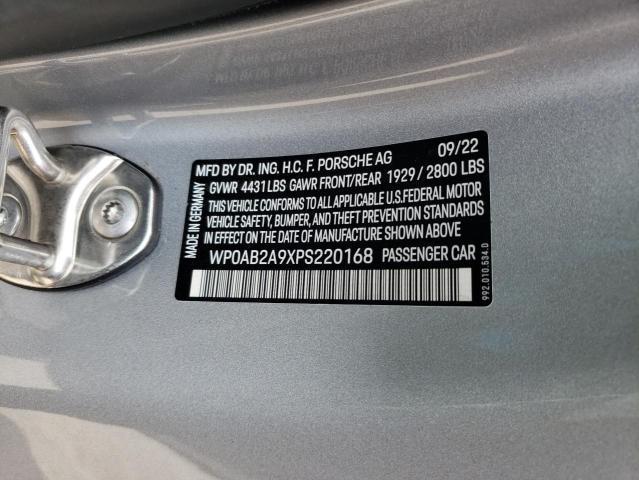 MFD BY DR. ING. H.C. F. PORSCHE AG 09/22
GVWR 4431LBS GAWR FRONT/REAR 1929 / 2800 LBS
THIS VEHICLE CONFORMS TO ALL APPLICABLE U.S.FEDERAL MOTOR
VEHICLE SAFETY, BUMPER, AND THEFT PREVENTION STANDARDS
IN EFFECT ON THE DATE OF MANUFACTURE SHOWN ABOVE
WP0AB2A9XPS220168 PASSENGER CAR
MADE IN GERMANY
992.010.534.D